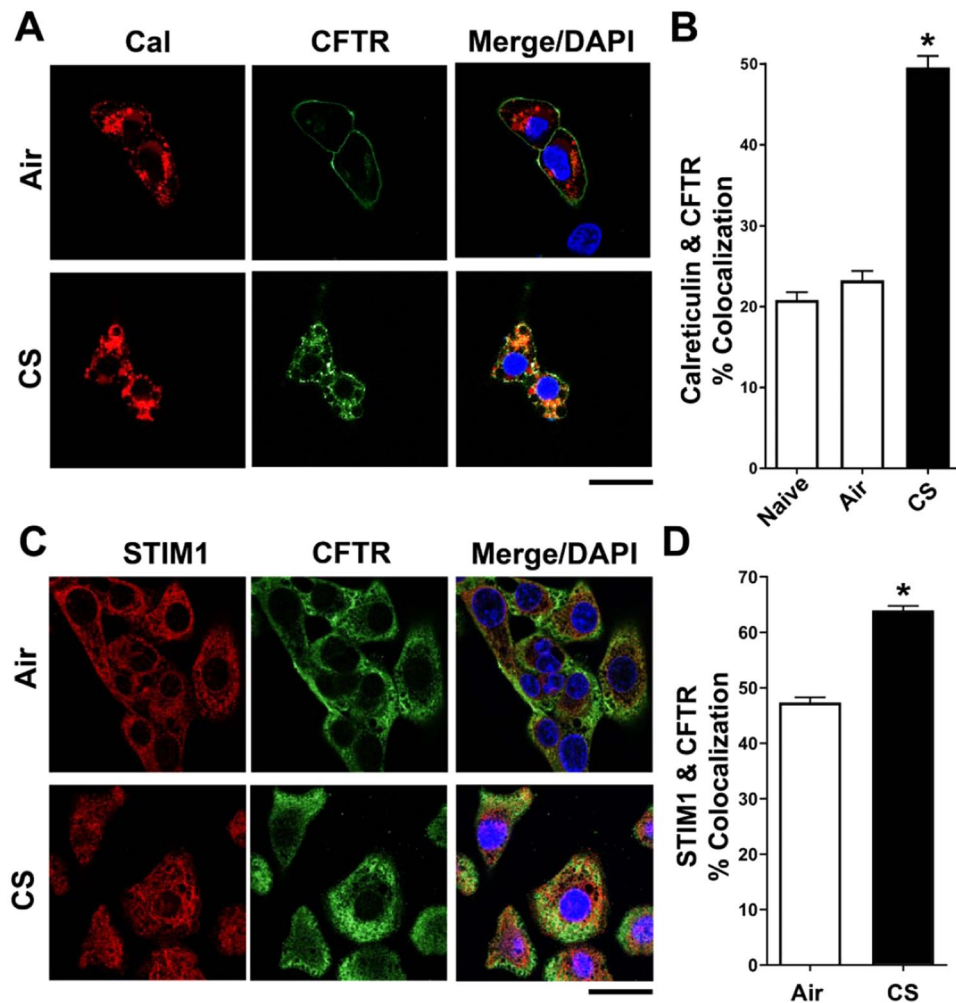 A
Cal CFTR Merge/DAPI
Air
CS
B
*
Calreticulin & CFTR
% Colocalization
50
40
30
20
10
0
Naive Air CS
C
STIM1 CFTR Merge/DAPI
Air
CS
D
*
STIM1 & CFTR
% Colocalization
70
60
50
40
30
20
10
0
Air CS